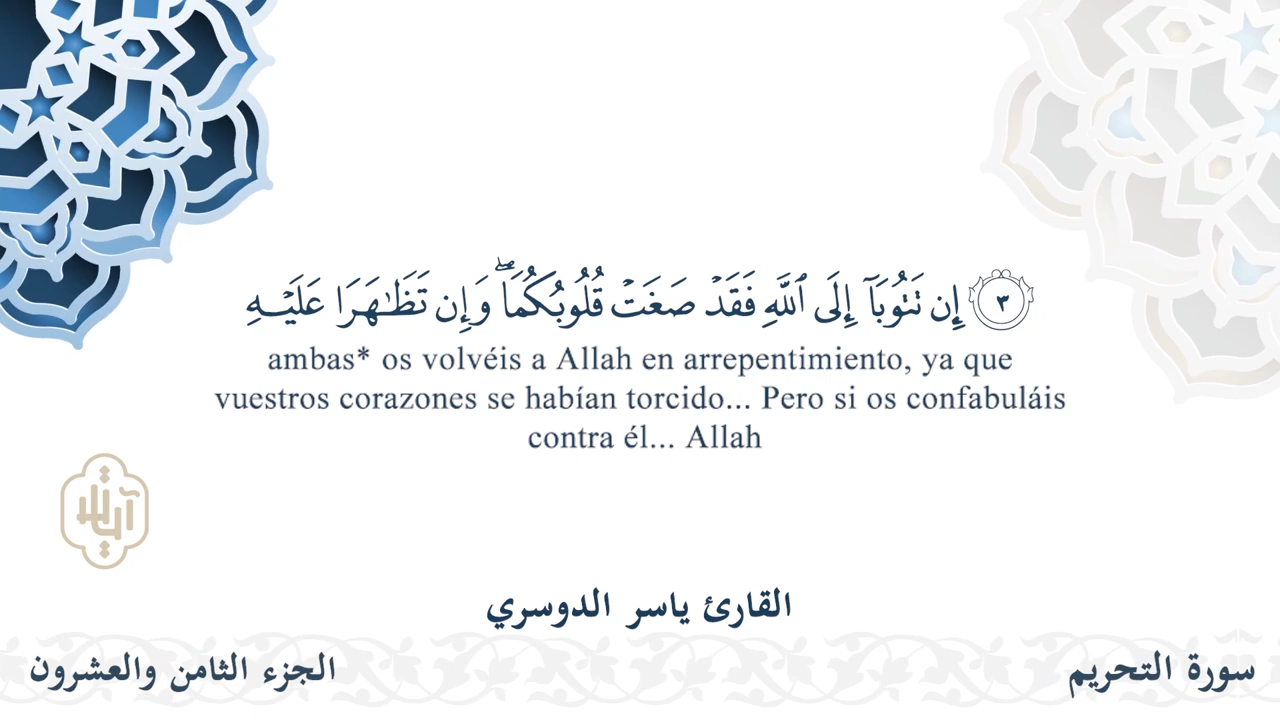 ٣ إِن تَتُوبَآ إِلَى ٱللَّهِ فَقَدْ صَغَتْ قُلُوبُكُمَاۖ وَإِن تَظَٰهَرَا عَلَيْهِ
ambas* os volvéis a Allah en arrepentimiento, ya que
vuestros corazones se habían torcido... Pero si os confabuláis
contra él... Allah
آيات
القارئ ياسر الدوسري
سورة التحريم
الجزء الثامن والعشرون